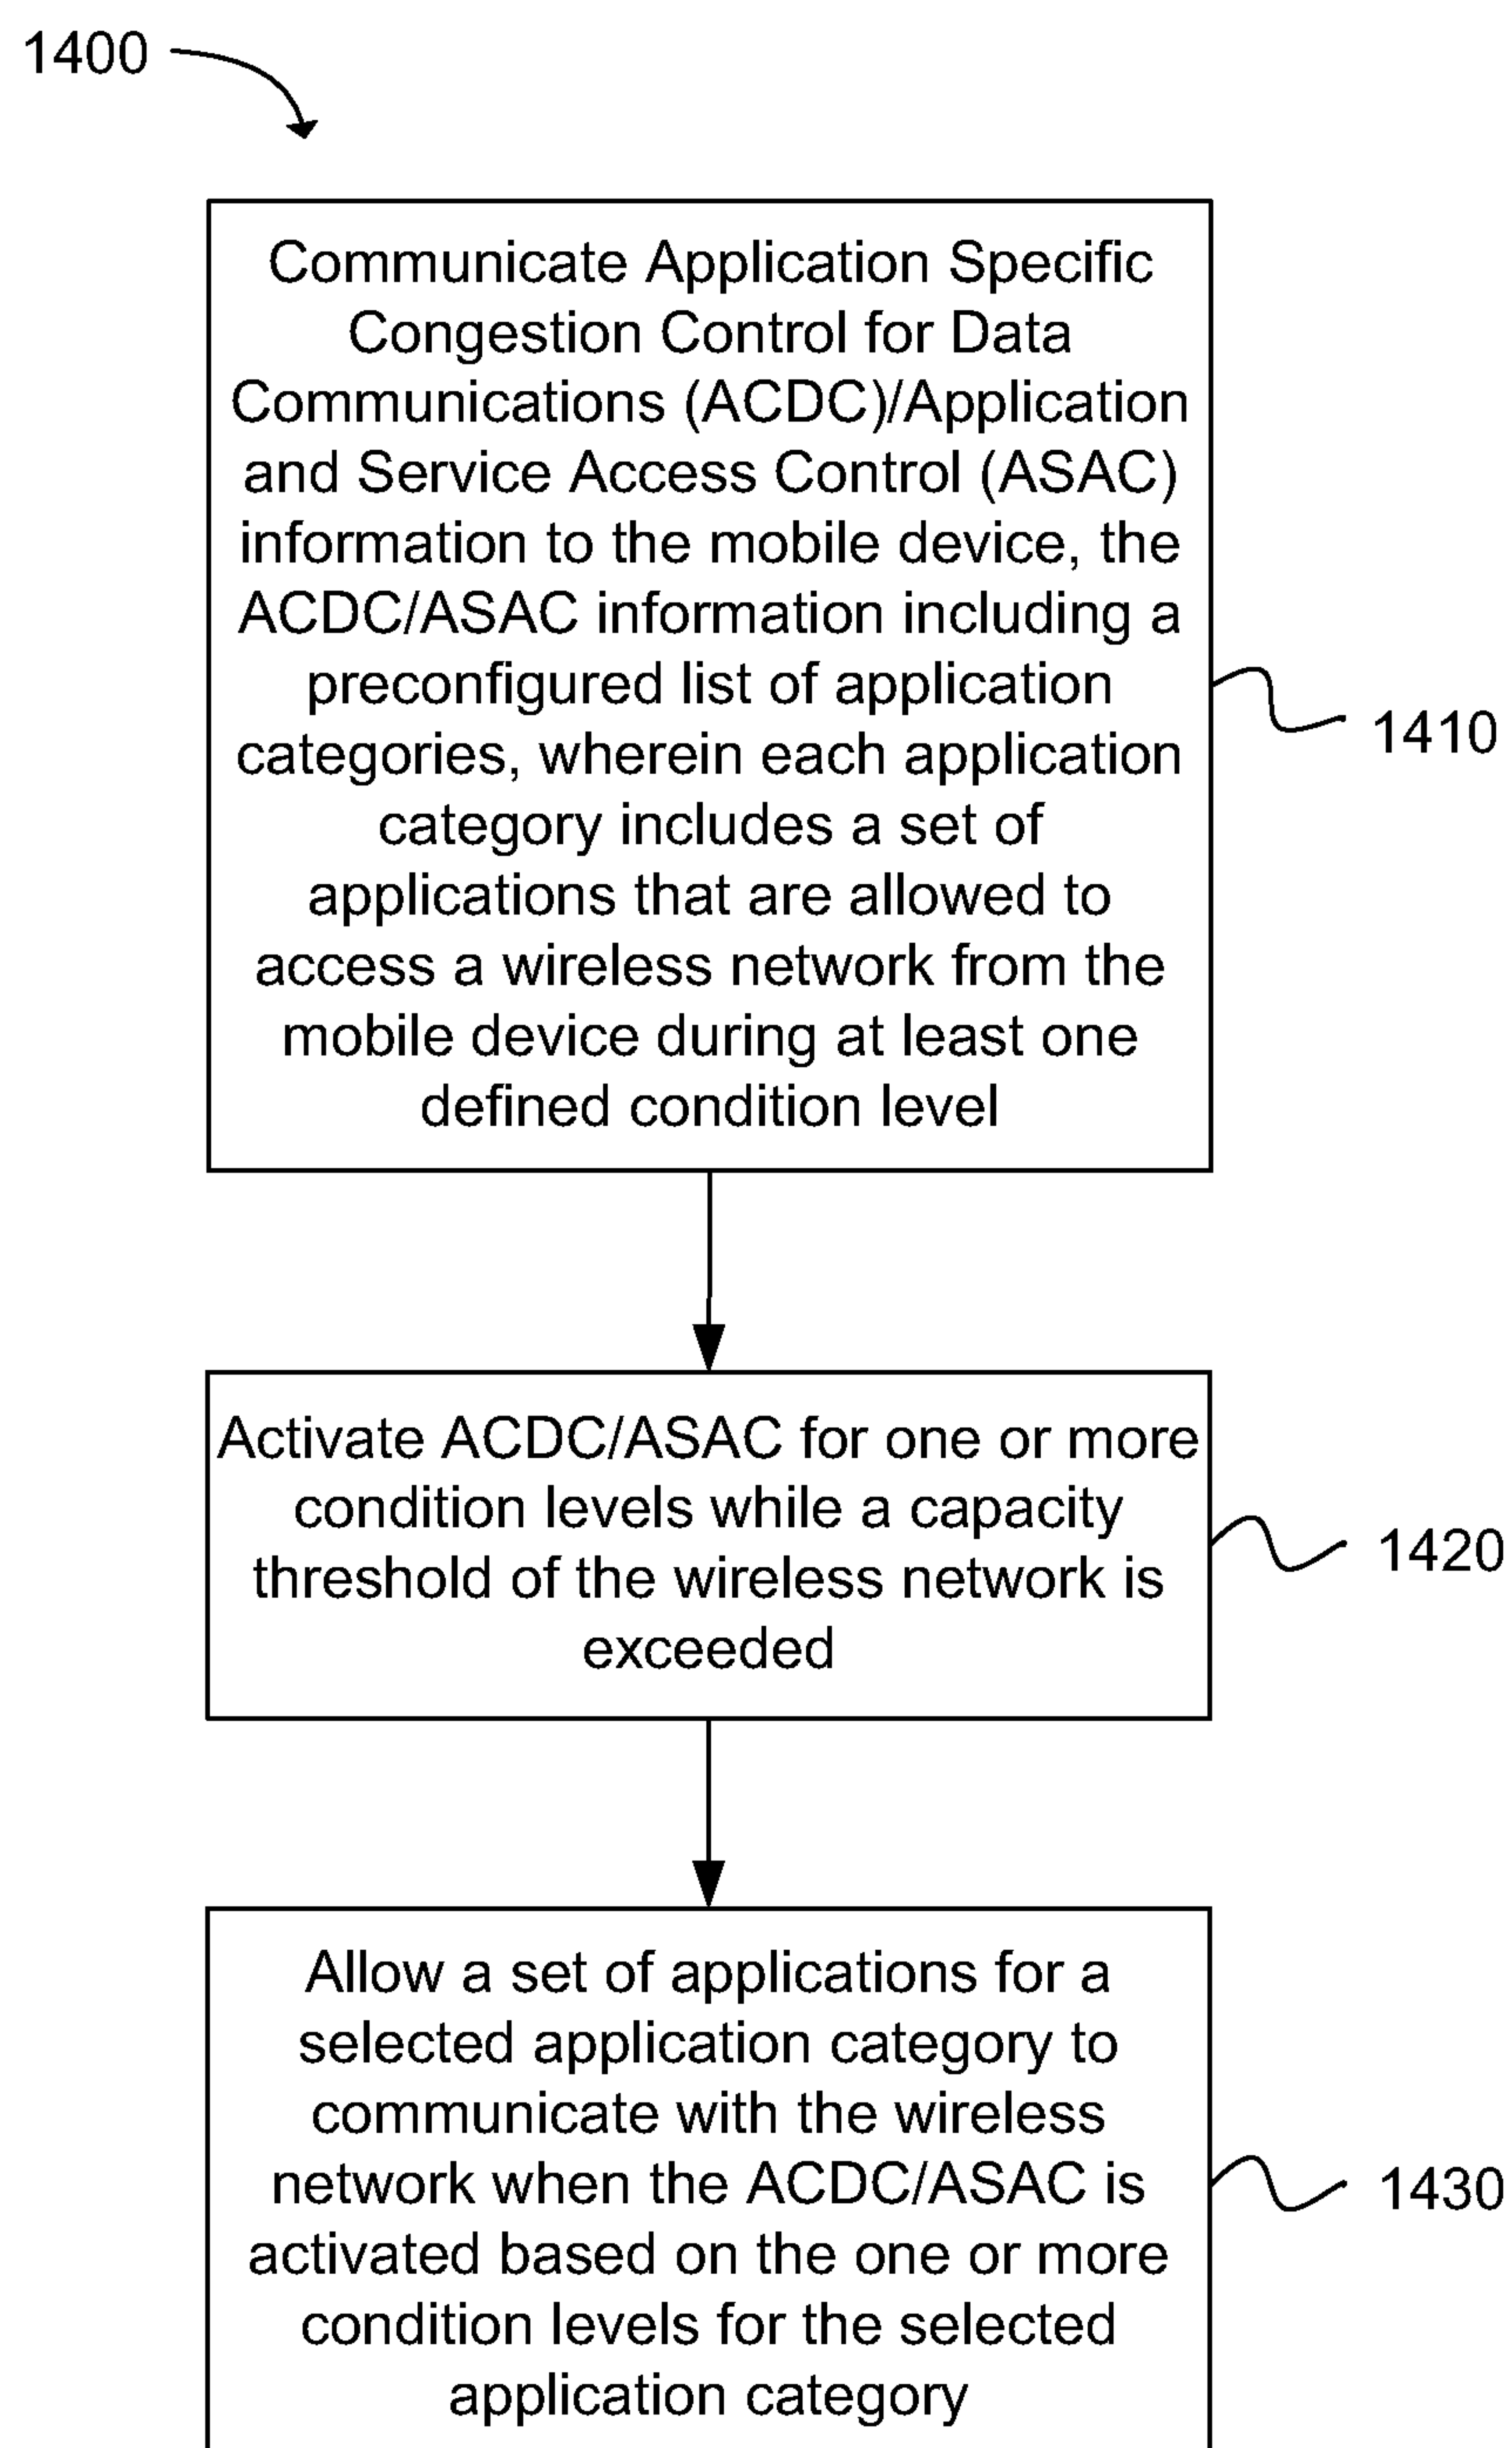 1400
Communicate Application Specific
Congestion Control for Data
Communications (ACDC)/Application
and Service Access Control (ASAC)
information to the mobile device, the
ACDC/ASAC information including a
preconfigured list of application
categories, wherein each application
category includes a set of
applications that are allowed to
access a wireless network from the
mobile device during at least one
defined condition level
1410
Activate ACDC/ASAC for one or more
condition levels while a capacity
threshold of the wireless network is
exceeded
1420
Allow a set of applications for a
selected application category to
communicate with the wireless
network when the ACDC/ASAC is
activated based on the one or more
condition levels for the selected
application category
1430